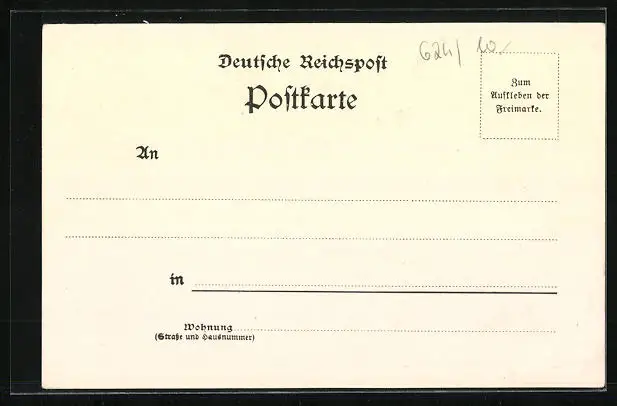 Deutsche Reichspost
624/ 10.-
Postkarte
Zum
Aufkleben der
Freimarke.
An
in
Wohnung
(Straße und Hausnummer)